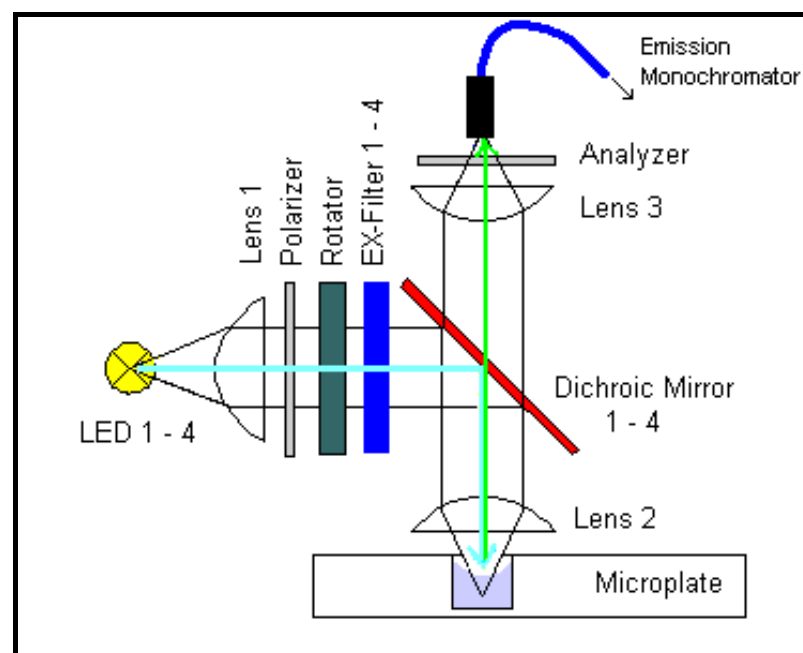 Emission
Monochromator
Analyzer
Lens 3
Lens 1
Polarizer
Rotator
EX-Filter 1 - 4
Dichroic Mirror
1 - 4
LED 1 - 4
Lens 2
Microplate